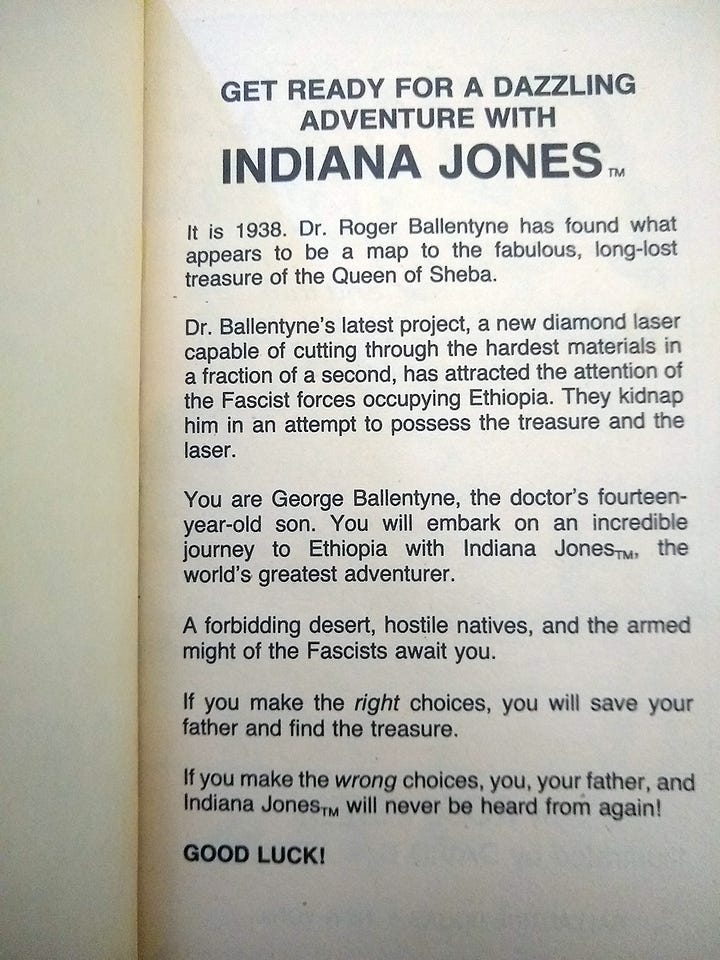 GET READY FOR A DAZZLING
ADVENTURE WITH
INDIANA JONES™
It is 1938. Dr. Roger Ballentyne has found what
appears to be a map to the fabulous, long-lost
treasure of the Queen of Sheba.
Dr. Ballentyne's latest project, a new diamond laser
capable of cutting through the hardest materials in
a fraction of a second, has attracted the attention of
the Fascist forces occupying Ethiopia. They kidnap
him in an attempt to possess the treasure and the
laser.
You are George Ballentyne, the doctor's fourteen-
year-old son. You will embark on an incredible
journey to Ethiopia with Indiana Jones™, the
world's greatest adventurer.
A forbidding desert, hostile natives, and the armed
might of the Fascists await you.
If you make the right choices, you will save your
father and find the treasure.
If you make the wrong choices, you, your father, and
Indiana Jones™ will never be heard from again!
GOOD LUCK!